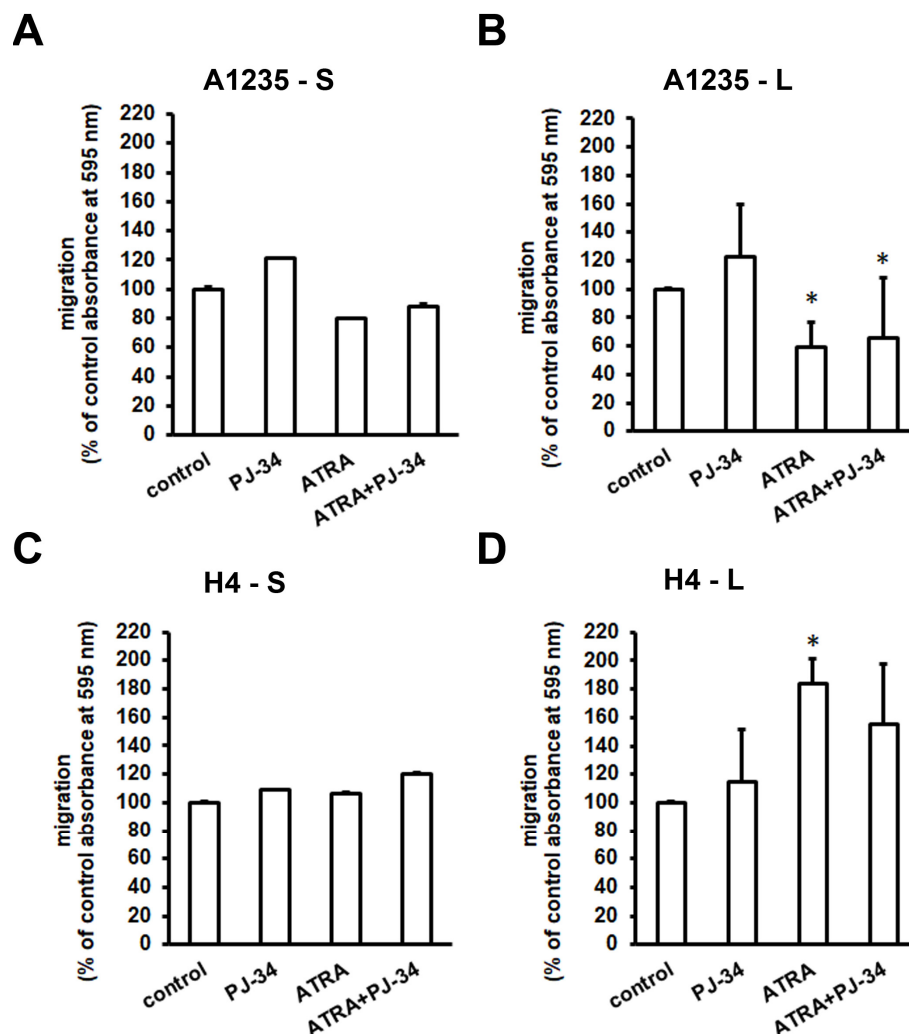 A
A1235 - S
migration
(% of control absorbance at 595 nm)
220
200
180
160
140
120
100
80
60
40
20
0
control
PJ-34
ATRA
ATRA+PJ-34
B
A1235 - L
migration
(% of control absorbance at 595 nm)
220
200
180
160
140
120
100
80
60
40
20
0
*
*
control
PJ-34
ATRA
ATRA+PJ-34
C
H4 - S
migration
(% of control absorbance at 595 nm)
220
200
180
160
140
120
100
80
60
40
20
0
control
PJ-34
ATRA
ATRA+PJ-34
D
H4 - L
migration
(% of control absorbance at 595 nm)
220
200
180
160
140
120
100
80
60
40
20
0
*
control
PJ-34
ATRA
ATRA+PJ-34